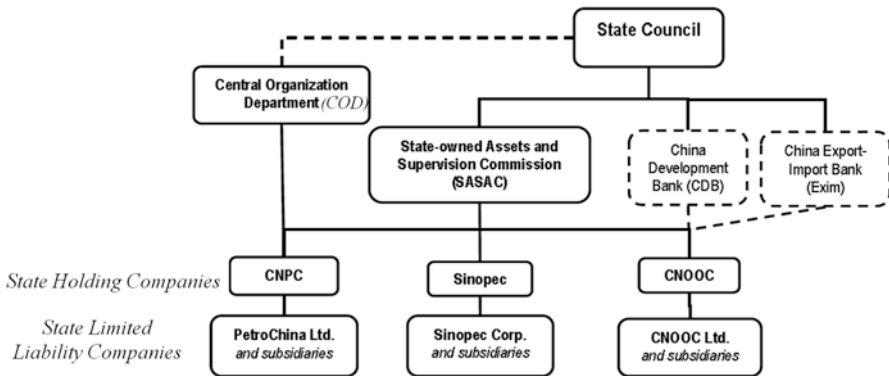 State Council
Central Organization
Department (COD)
State-owned Assets and
Supervision Commission
(SASAC)
China
Development
Bank (CDB)
China Export-
Import Bank
(Exim)
State Holding Companies
CNPC
Sinopec
CNOOC
State Limited
Liability Companies
PetroChina Ltd.
and subsidiaries
Sinopec Corp.
and subsidiaries
CNOOC Ltd.
and subsidiaries